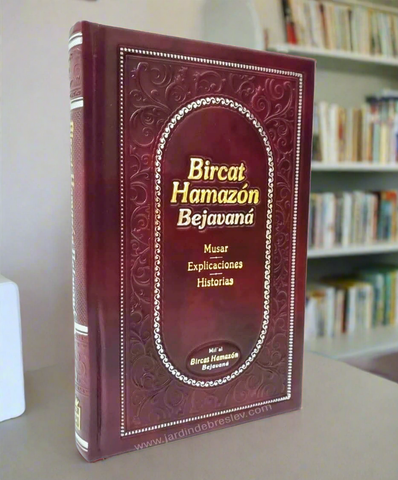 Bircat
Hamazón
Bejavaná
Musar
Explicaciones
Historias
Bircat Hamazón
Bejavaná
www.jardindebreslev.com